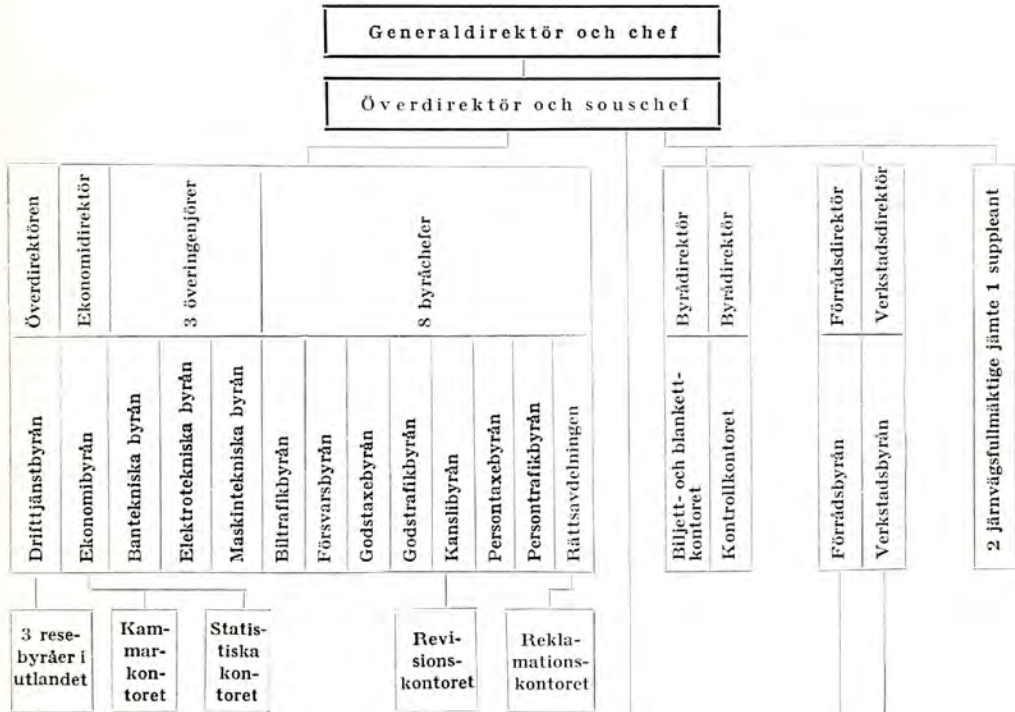 Generaldirektör och chef
Överdirektör och souschef
Överdirektören
Ekonomidirektör
3 överingenjörer
8 byråchefer
Byrådirektör
Byrådirektör
Förrådsdirektör
Verkstadsdirektör
2 järnvägsfullmäktige jämte 1 suppleant
Drifttjänstbyrån
Ekonomibyrån
Bantekniska byrån
Elektrotekniska byrån
Maskintekniska byrån
Biltrafikbyrån
Försvarsbyrån
Godstaxebyrån
Godstrafikbyrån
Kanslibyrån
Persontaxebyrån
Persontrafikbyrån
Rättsavdelningen
Biljett- och blankett-
kontoret
Kontrollkontoret
Förrådsbyrån
Verkstadsbyrån
3 rese-
byråer i
utlandet
Kam-
mar-
kon-
toret
Statis-
tiska
kon-
toret
Revi-
sions-
kontoret
Rekla-
mations-
kontoret